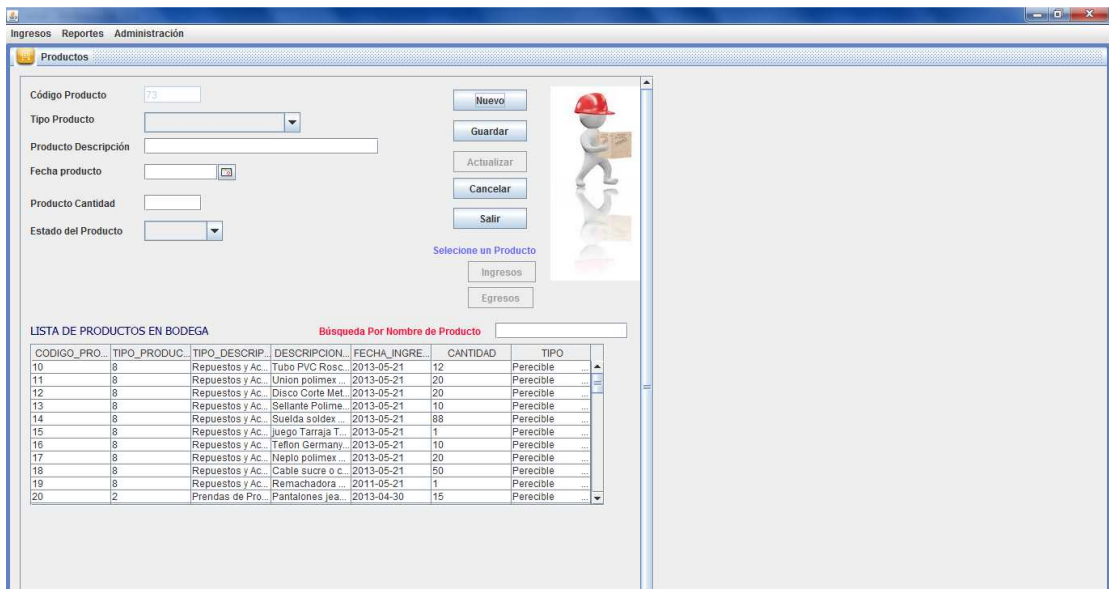 Ingresos Reportes Administración
Productos
Código Producto 73
Nuevo
Tipo Producto
Guardar
Producto Descripción
Actualizar
Fecha producto
Cancelar
Producto Cantidad
Salir
Estado del Producto
Selecione un Producto
Ingresos
Egresos
LISTA DE PRODUCTOS EN BODEGA Búsqueda Por Nombre de Producto
CODIGO_PRO... TIPO_PRODUC... TIPO_DESCRIP... DESCRIPCION... FECHA_INGRE... CANTIDAD TIPO
10 8 Repuestos y Ac... Tubo PVC Rosc... 2013-05-21 12 Perecible ...
11 8 Repuestos y Ac... Union polimex ... 2013-05-21 20 Perecible ...
12 8 Repuestos y Ac... Disco Corte Met... 2013-05-21 20 Perecible ...
13 8 Repuestos y Ac... Sellante Polime... 2013-05-21 10 Perecible ...
14 8 Repuestos y Ac... Suelda soldex ... 2013-05-21 88 Perecible ...
15 8 Repuestos y Ac... juego Tarraja T... 2013-05-21 1 Perecible ...
16 8 Repuestos y Ac... Teflon Germany... 2013-05-21 10 Perecible ...
17 8 Repuestos y Ac... Neplo polimex ... 2013-05-21 20 Perecible ...
18 8 Repuestos y Ac... Cable sucre o c... 2013-05-21 50 Perecible ...
19 8 Repuestos y Ac... Remachadora ... 2011-05-21 1 Perecible ...
20 2 Prendas de Pro... Pantalones jea... 2013-04-30 15 Perecible ...